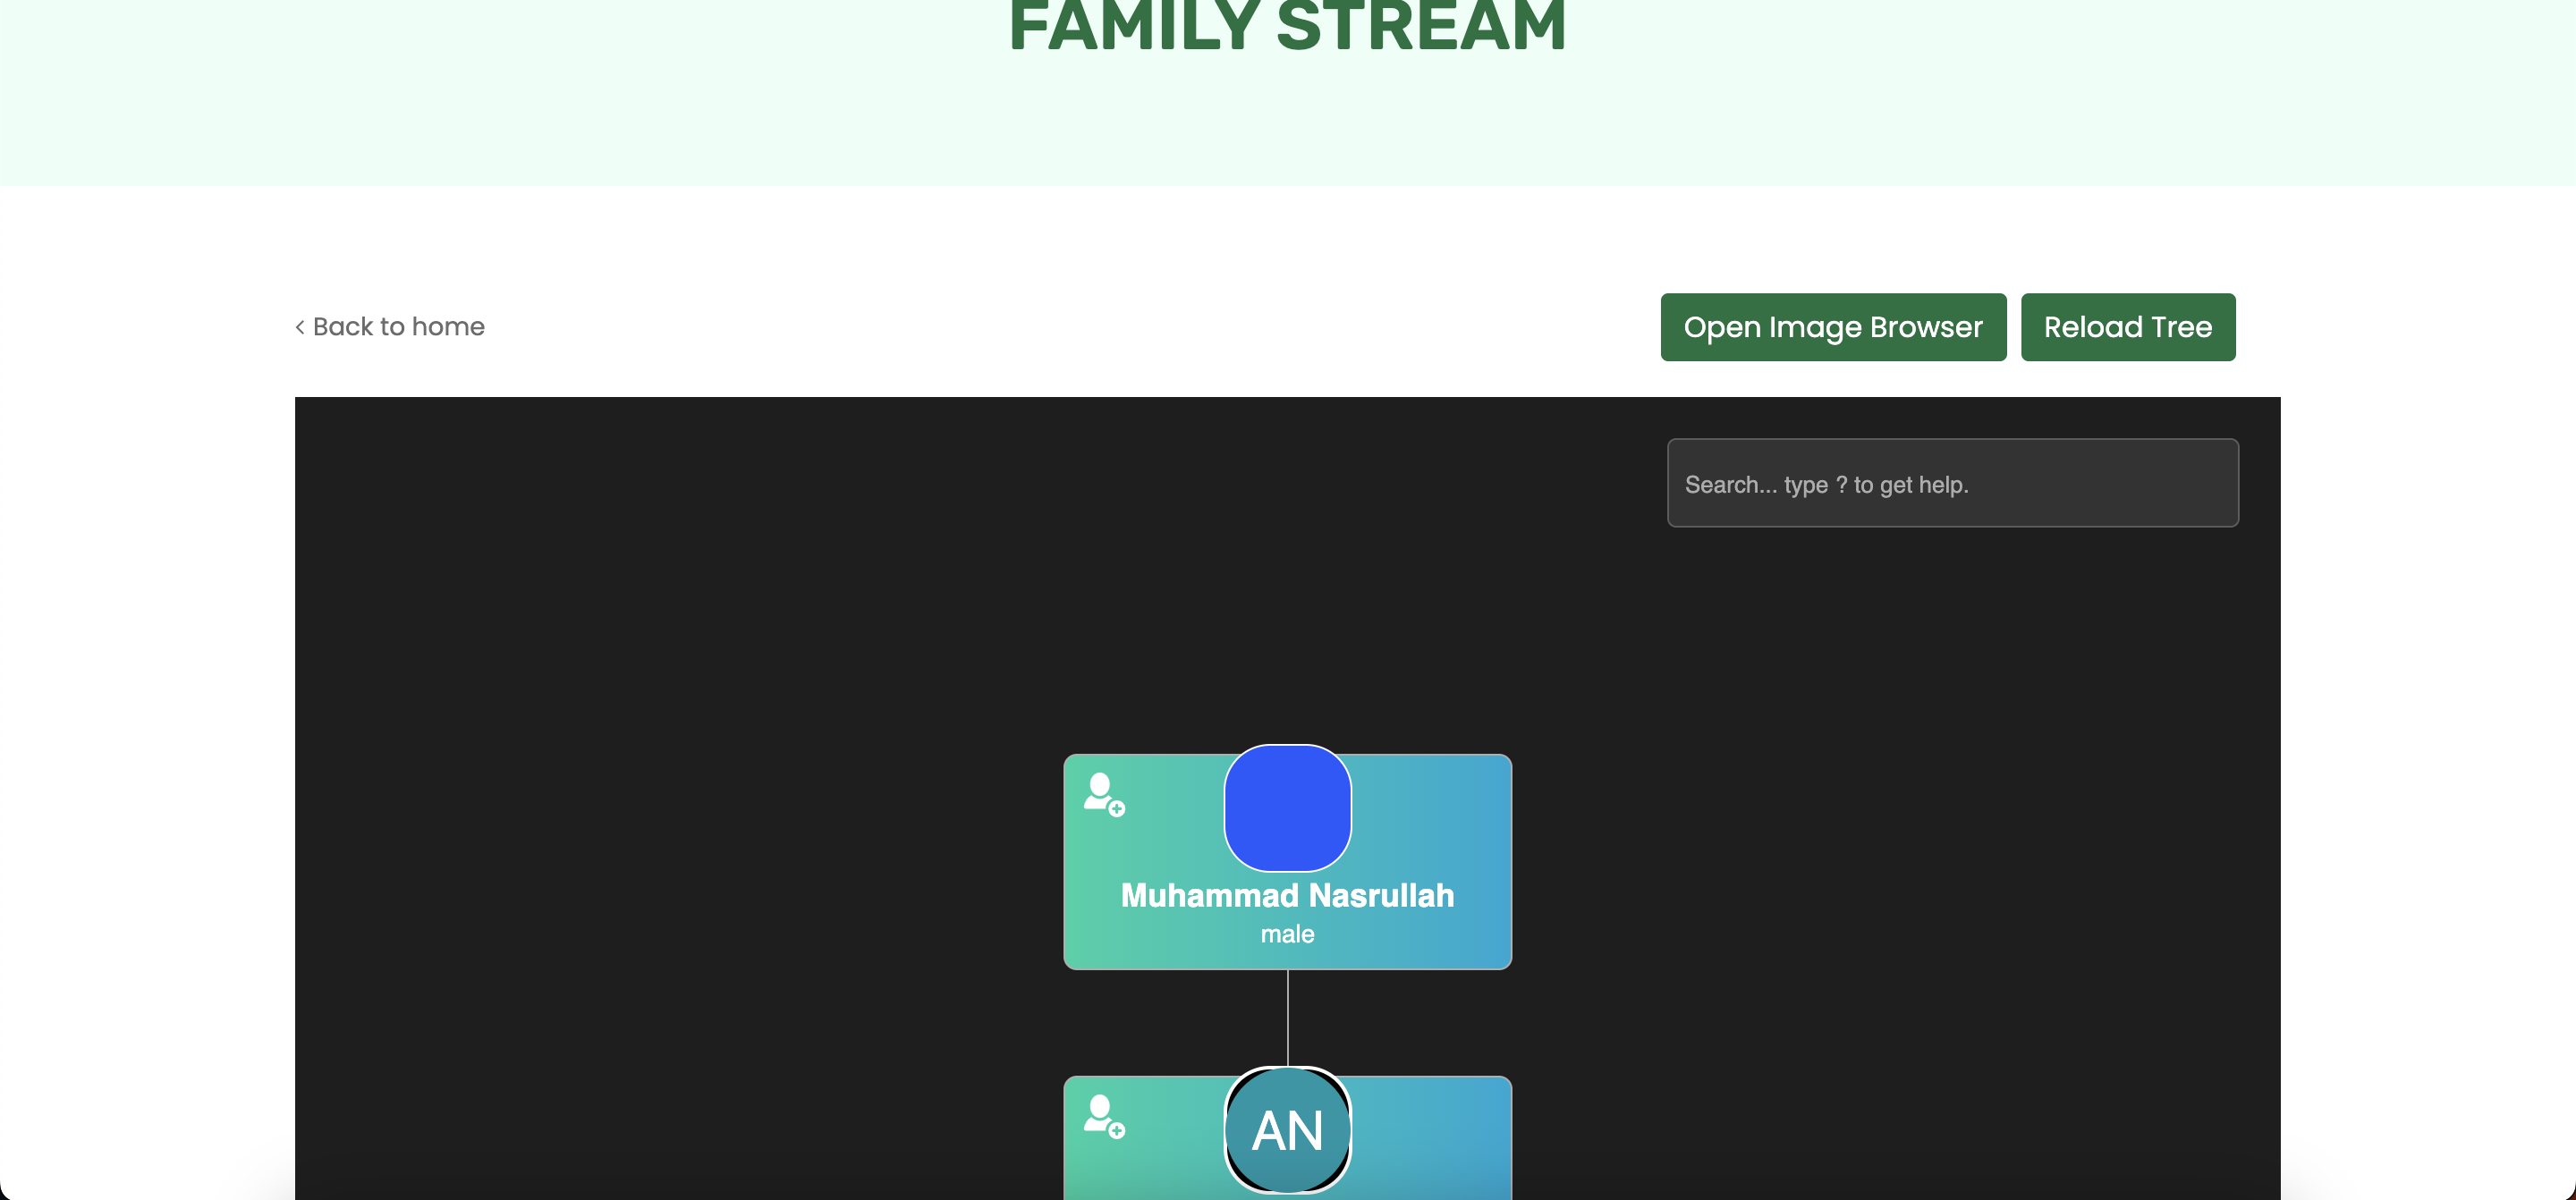 FAMILY STREAM
Back to home
Open Image Browser
Reload Tree
Search... type ? to get help.
Muhammad Nasrullah
male
AN